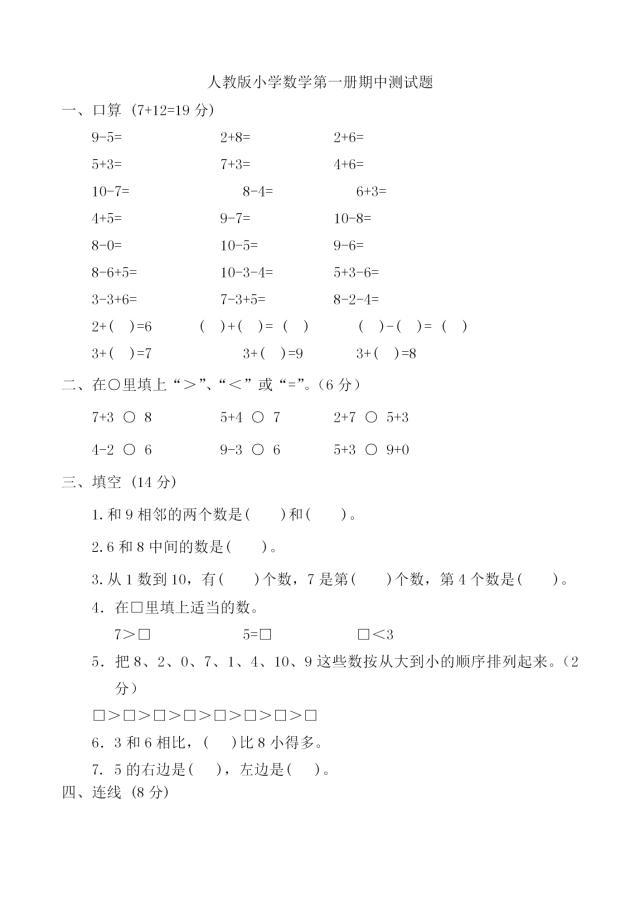 人教版小学数学第一册期中测试题
一、口算 (7+12=19 分)
9-5= 2+8= 2+6=
5+3= 7+3= 4+6=
10-7= 8-4= 6+3=
4+5= 9-7= 10-8=
8-0= 10-5= 9-6=
8-6+5= 10-3-4= 5+3-6=
3-3+6= 7-3+5= 8-2-4=
2+( )=6 ( )+( )= ( ) ( )-( )= ( )
3+( )=7 3+( )=9 3+( )=8
二、在○里填上“＞”、“＜”或“=”。（6 分）
7+3 ○ 8 5+4 ○ 7 2+7 ○ 5+3
4-2 ○ 6 9-3 ○ 6 5+3 ○ 9+0
三、填空 (14 分)
1.和 9 相邻的两个数是( )和( )。
2.6 和 8 中间的数是( )。
3.从 1 数到 10，有( )个数，7 是第( )个数，第 4 个数是( )。
4．在□里填上适当的数。
7＞□ 5=□ □＜3
5．把 8、2、0、7、1、4、10、9 这些数按从大到小的顺序排列起来。（2
分）
□＞□＞□＞□＞□＞□＞□＞□
6．3 和 6 相比，( )比 8 小得多。
7．5 的右边是( )，左边是( )。
四、连线 (8 分)